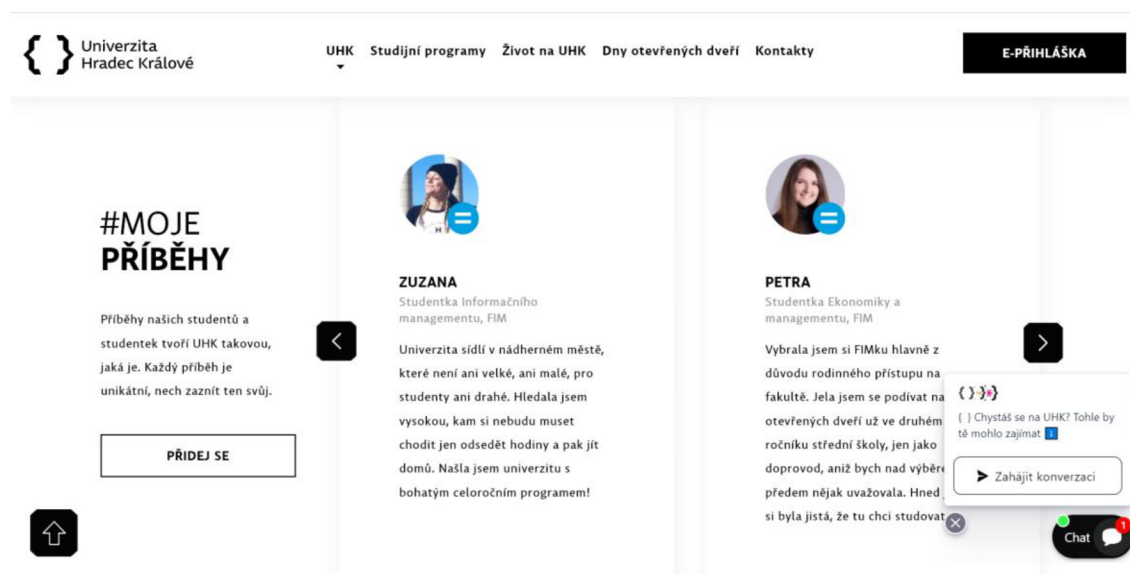 Univerzita
Hradec Králové
UHK Studijní programy Život na UHK Dny otevřených dveří Kontakty
E-PŘIHLÁŠKA
#MOJE
PŘÍBĚHY
Příběhy našich studentů a
studentek tvoří UHK takovou,
jaká je. Každý příběh je
unikátní, nech zaznít ten svůj.
PŘIDEJ SE
ZUZANA
Studentka Informačního
managementu, FIM
Univerzita sídlí v nádherném městě,
které není ani velké, ani malé, pro
studenty ani drahé. Hledala jsem
vysokou, kam si nebudu muset
chodit jen odsedět hodiny a pak jít
domů. Našla jsem univerzitu s
bohatým celoročním programem!
PETRA
Studentka Ekonomiky a
managementu, FIM
Vybrala jsem si FIMku hlavně z
důvodu rodinného přístupu na
fakultě. Jela jsem se podívat na
otevřených dveří už ve druhém
ročníku střední školy, jen jako
doprovod, aniž bych nad výběre
předem nějak uvažovala. Hned
si byla jistá, že tu chci studovat
{ } Chystáš se na UHK? Tohle by
tě mohlo zajímat
Zahájit konverzaci
Chat
1